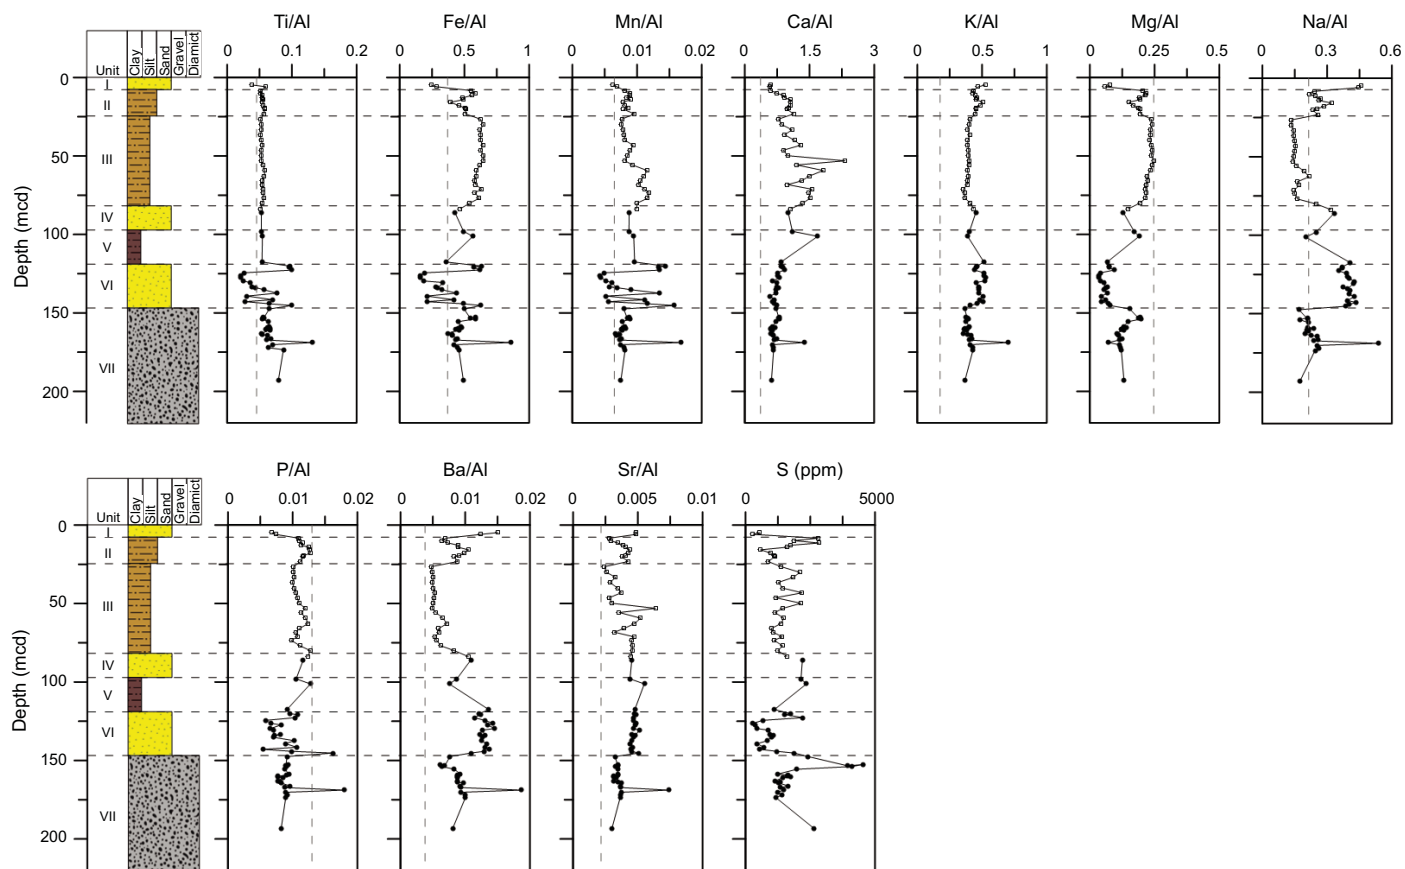 Ti/Al Fe/Al Mn/Al Ca/Al K/Al Mg/Al Na/Al
Unit Clay Silt Sand Gravel Diamict 0 0.1 0.2 0 0.5 1 0 0.01 0.02 0 1.5 3 0 0.5 1 0 0.25 0.5 0 0.3 0.6
0 I
II
50 III
IV
100 V
VI
150
VII
200
Depth (mcd)
P/Al Ba/Al Sr/Al S (ppm)
Unit Clay Silt Sand Gravel Diamict 0 0.01 0.02 0 0.01 0.02 0 0.005 0.01 0 5000
0 I
II
50 III
IV
100 V
VI
150
VII
200
Depth (mcd)